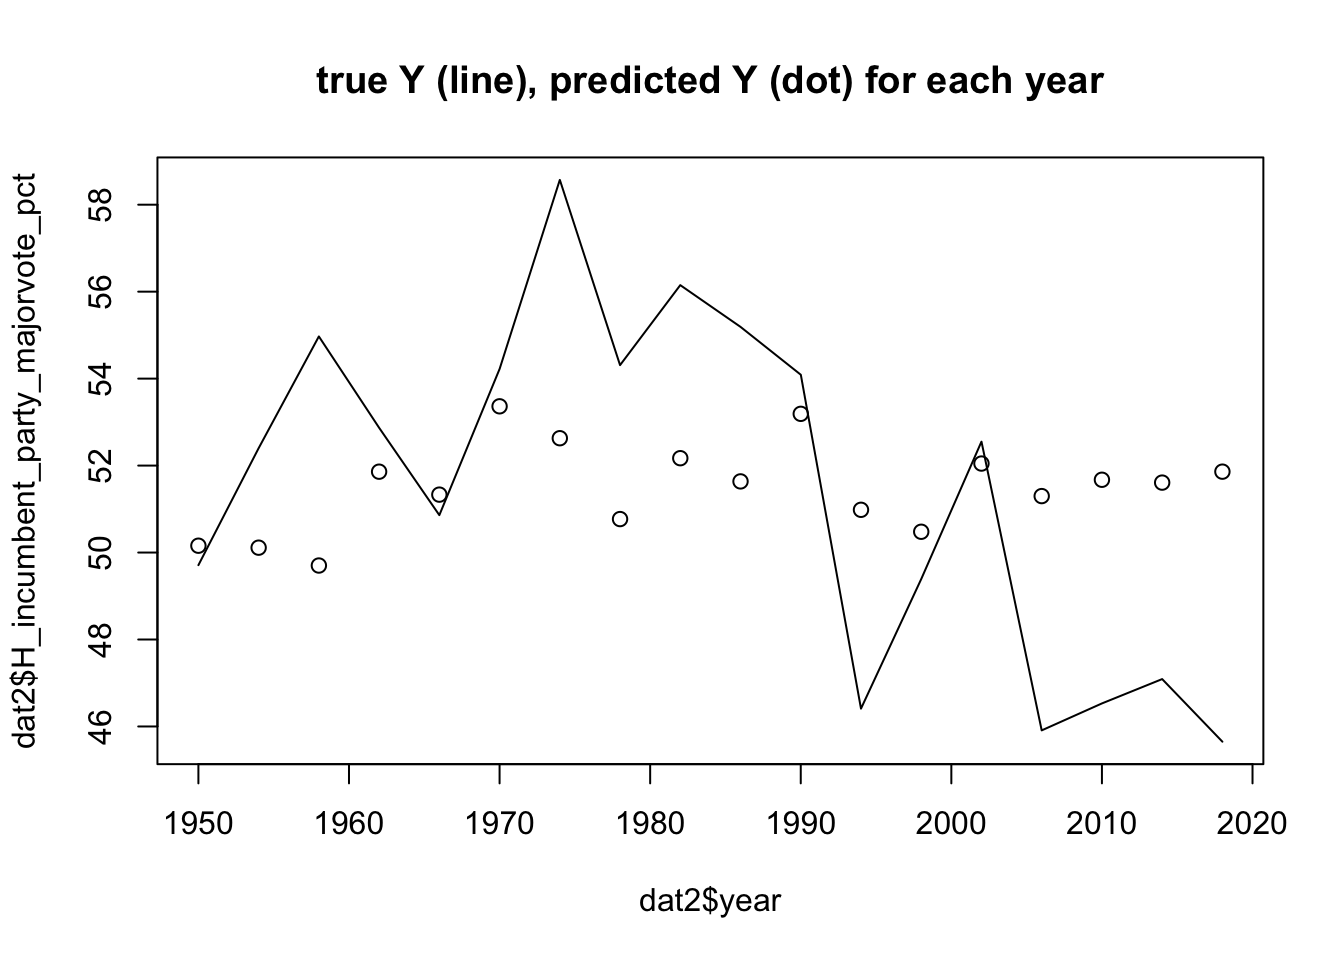 true Y (line), predicted Y (dot) for each year
dat2$H_incumbent_party_majorvote_pct
58
56
54
52
50
48
46
1950 1960 1970 1980 1990 2000 2010 2020
dat2$year